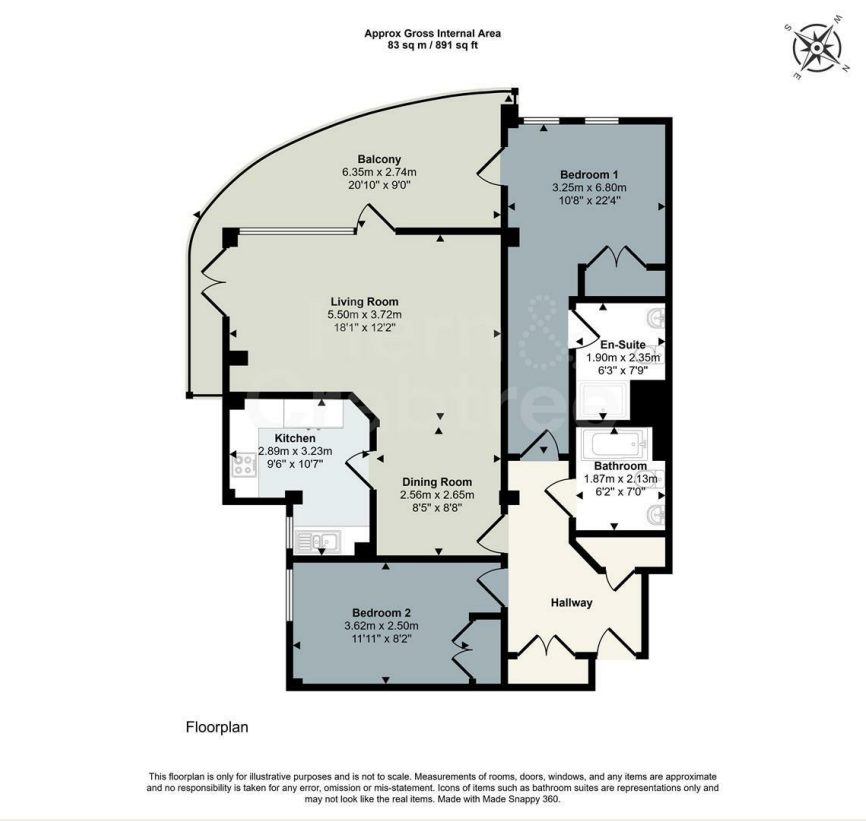 Approx Gross Internal Area
83 sq m / 891 sq ft
S
W
E
N
Balcony
6.35m x 2.74m
20'10" x 9'0"
Bedroom 1
3.25m x 6.80m
10'8" x 22'4"
Living Room
5.50m x 3.72m
18'1" x 12'2"
En-Suite
1.90m x 2.35m
6'3" x 7'9"
Kitchen
2.89m x 3.23m
9'6" x 10'7"
Dining Room
2.56m x 2.65m
8'5" x 8'8"
Bathroom
1.87m x 2.13m
6'2" x 7'0"
Hallway
Bedroom 2
3.62m x 2.50m
11'11" x 8'2"
Floorplan
This floorplan is only for illustrative purposes and is not to scale. Measurements of rooms, doors, windows, and any items are approximate
and no responsibility is taken for any error, omission or mis-statement. Icons of items such as bathroom suites are representations only and
may not look like the real items. Made with Made Snappy 360.